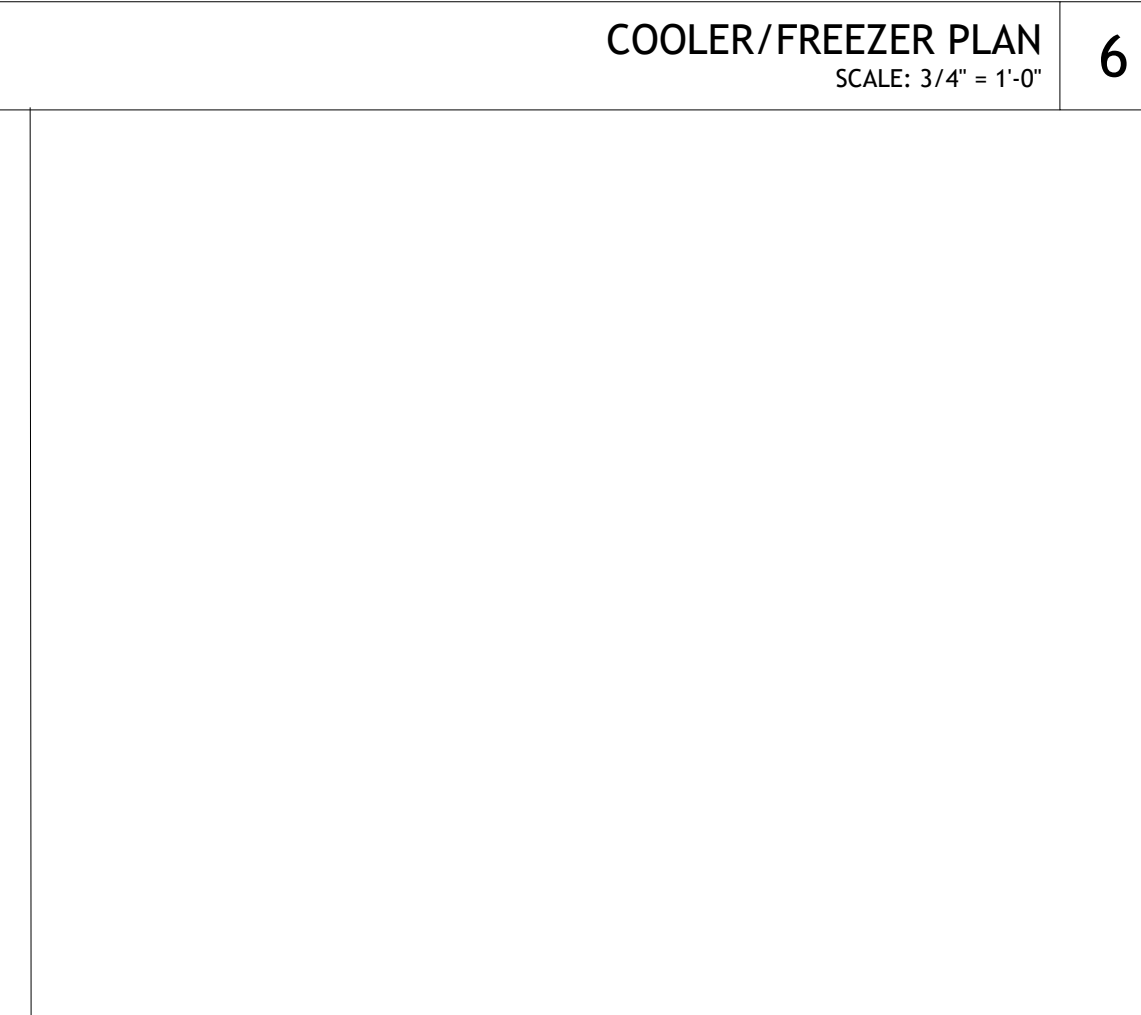 COOLER/FREEZER PLAN
SCALE: 3/4" = 1'-0"
6